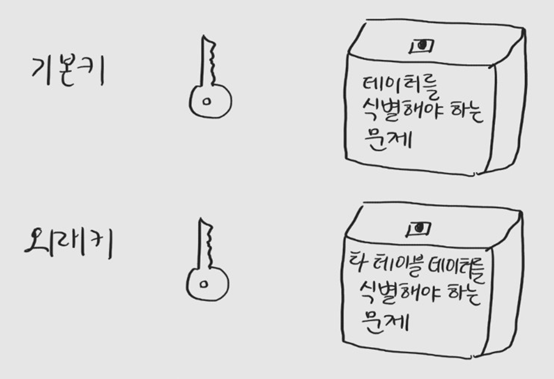 기본키
테이터를
식별해야 하는
문제
외래키
타 테이블 데이터를
식별해야 하는
문제